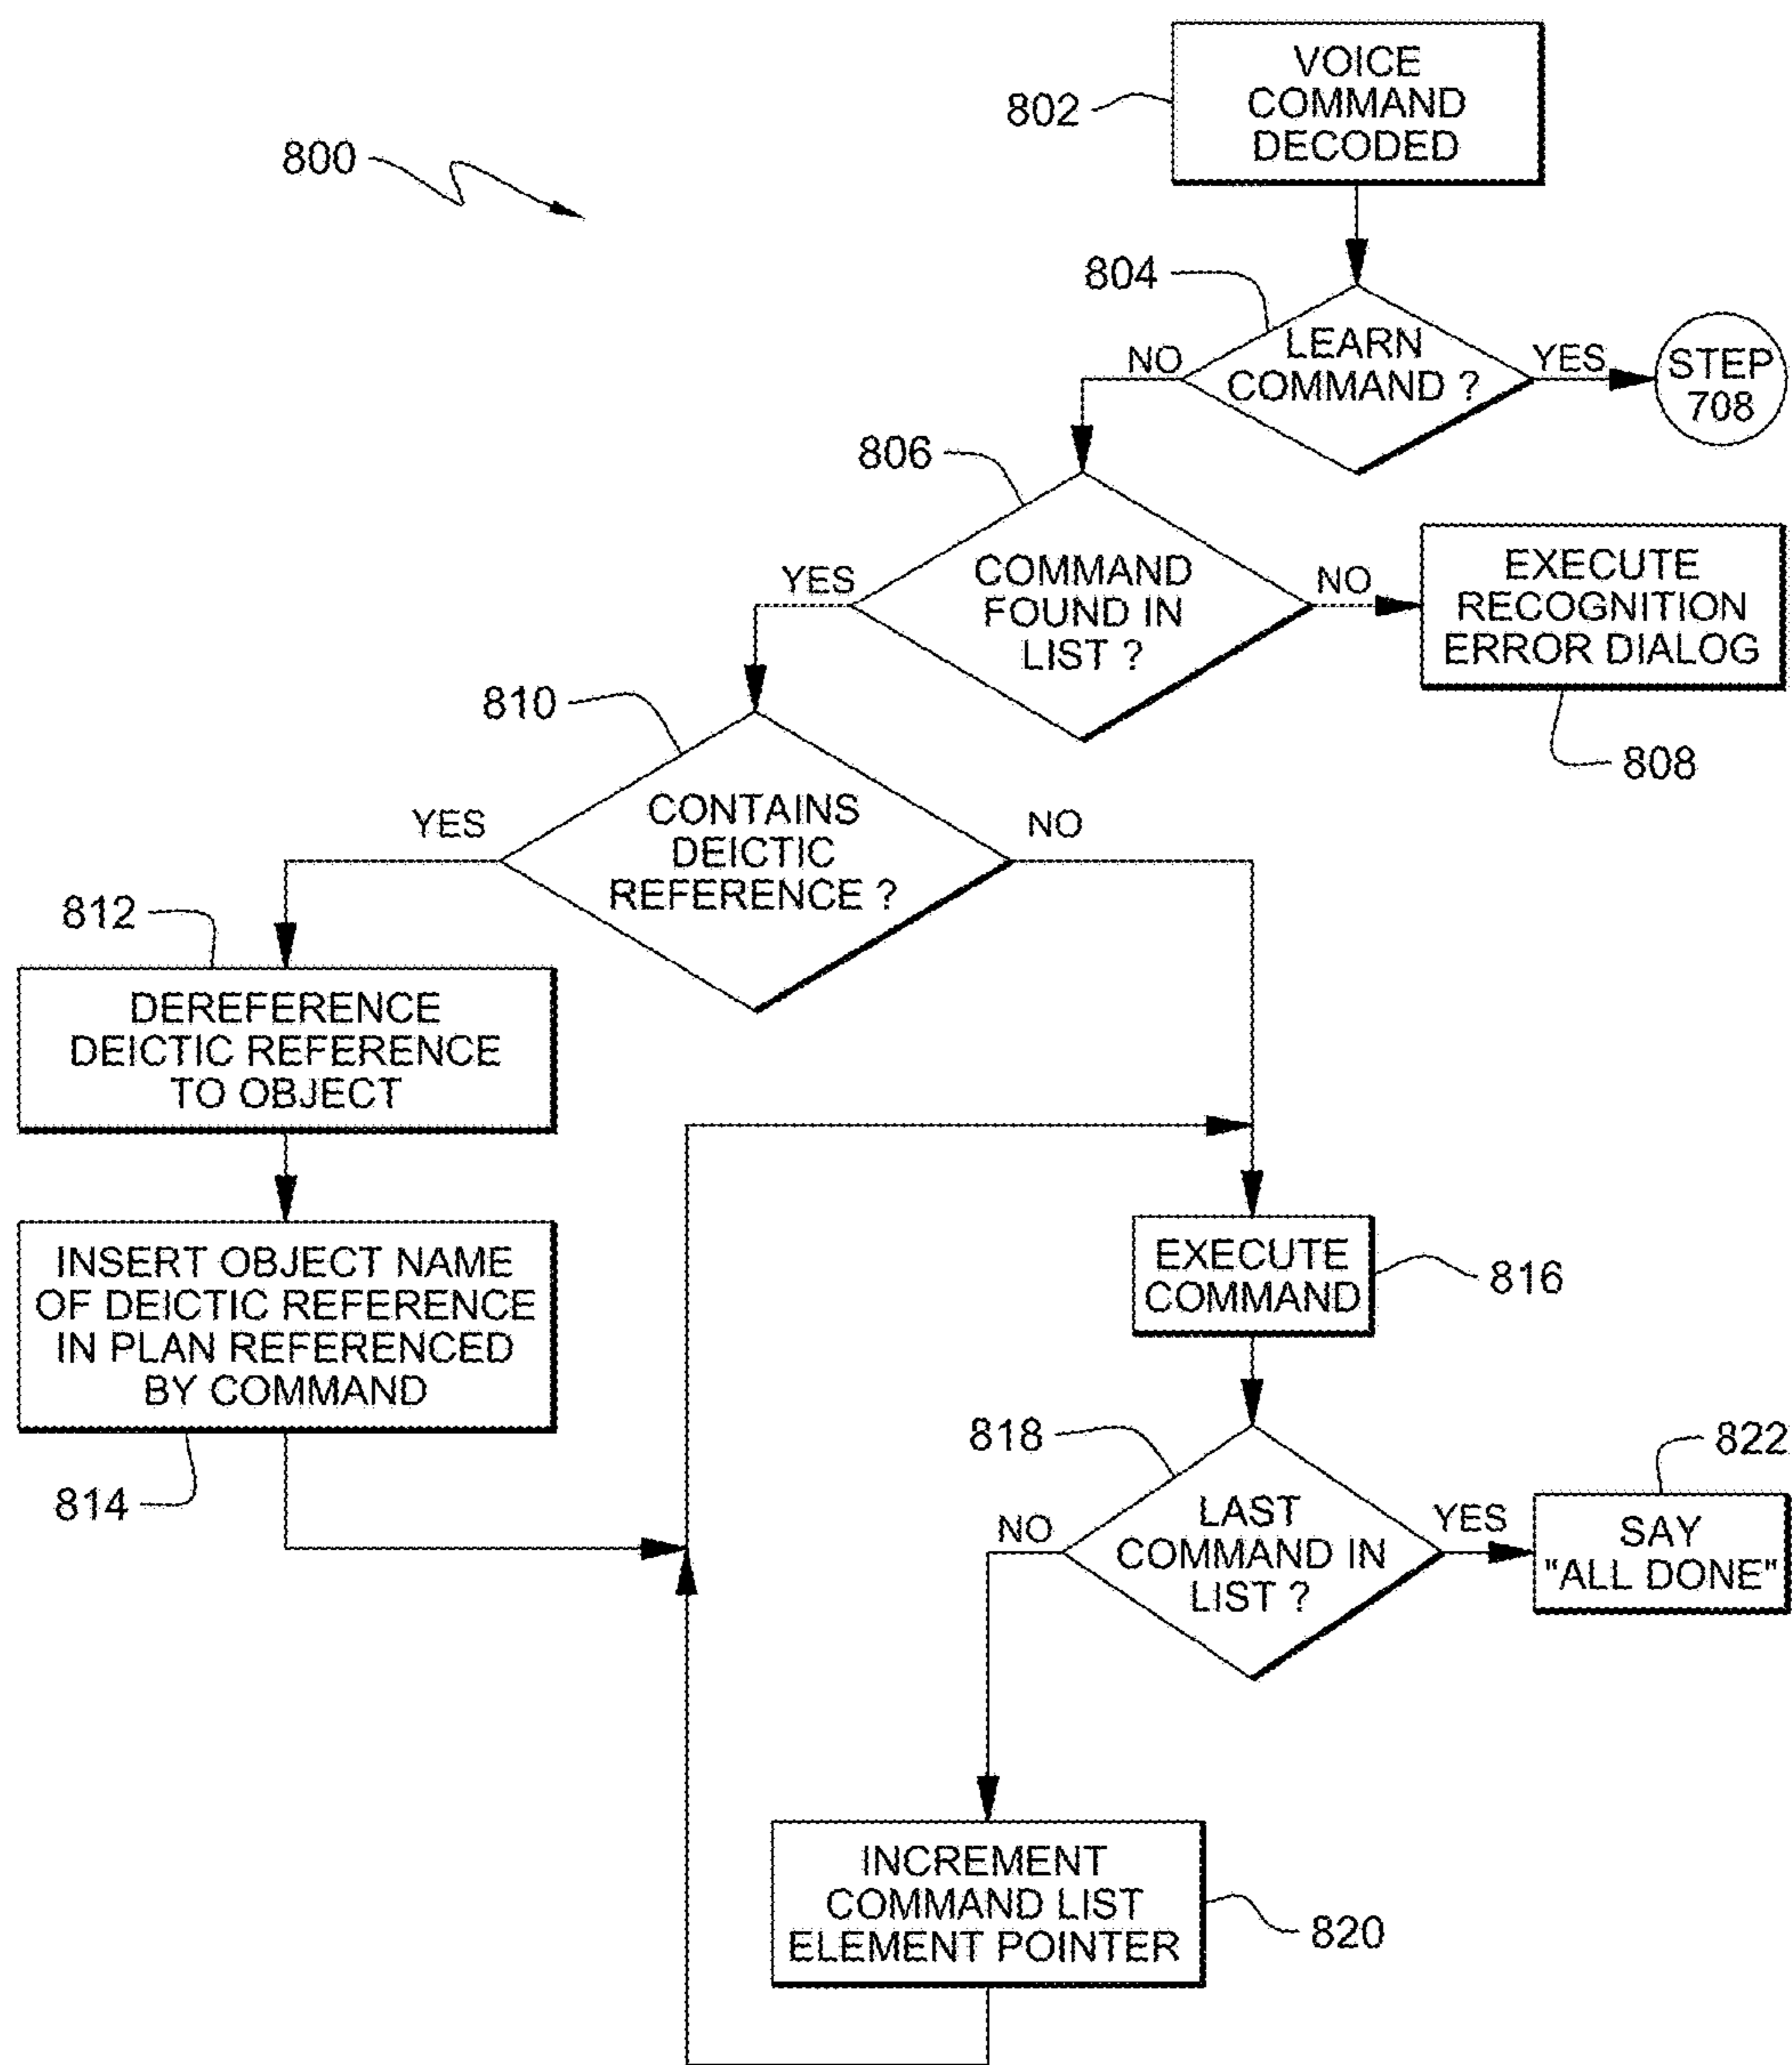 VOICE
COMMAND
DECODED
802
800
804
LEARN
COMMAND ?
NO
YES
STEP
708
806
COMMAND
FOUND IN
LIST ?
YES
NO
EXECUTE
RECOGNITION
ERROR DIALOG
808
810
CONTAINS
DEICTIC
REFERENCE ?
YES
NO
812
DEREFERENCE
DEICTIC REFERENCE
TO OBJECT
INSERT OBJECT NAME
OF DEICTIC REFERENCE
IN PLAN REFERENCED
BY COMMAND
814
EXECUTE
COMMAND
816
818
LAST
COMMAND IN
LIST ?
NO
YES
822
SAY
"ALL DONE"
INCREMENT
COMMAND LIST
ELEMENT POINTER
820